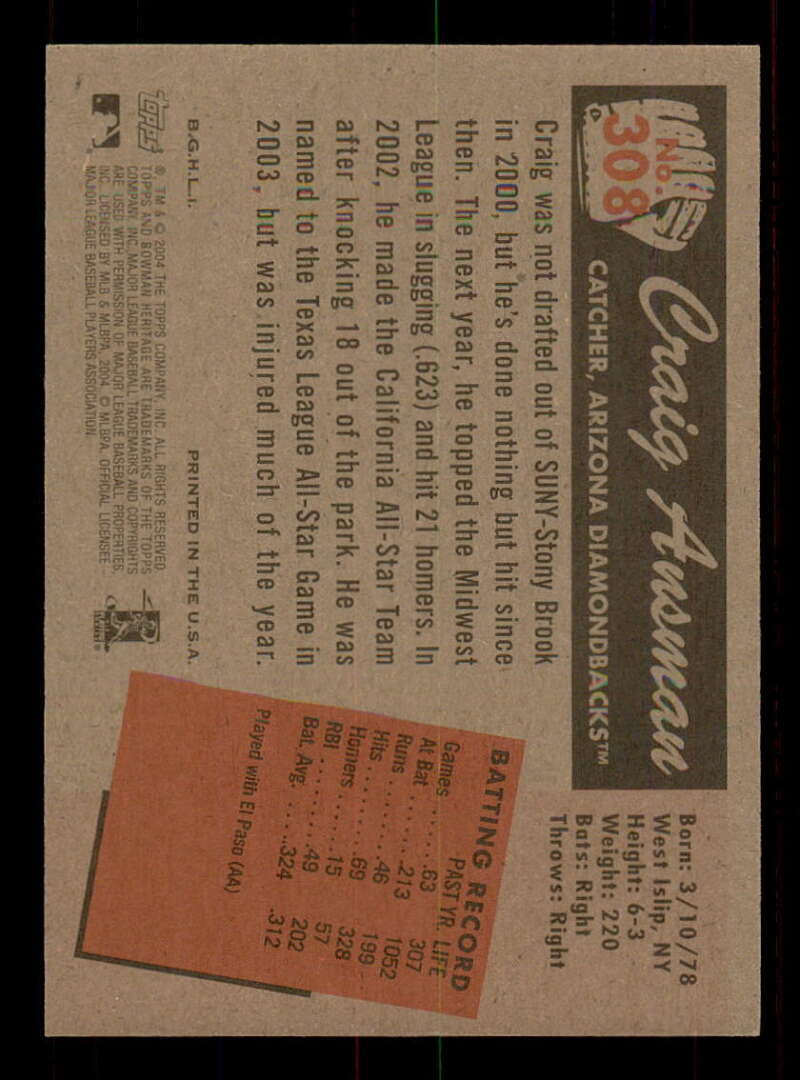 No.
308
Craig Ansman
CATCHER, ARIZONA DIAMONDBACKS™
Born: 3/10/78
West Islip, NY
Height: 6-3
Weight: 220
Bats: Right
Throws: Right
Craig was not drafted out of SUNY-Stony Brook
in 2000, but he's done nothing but hit since
then. The next year, he topped the Midwest
League in slugging (.623) and hit 21 homers. In
2002, he made the California All-Star Team
after knocking 18 out of the park. He was
named to the Texas League All-Star Game in
2003, but was injured much of the year.
BATTING RECORD
PAST YR. LIFE
Games . . . . . .63 307
At Bat . . . . . .213 1052
Runs . . . . . . . .46 199
Hits . . . . . . . . .69 328
Homers . . . . . .15 57
RBI . . . . . . . . .49 202
Bat. Avg. . . . .324 .312
Played with El Paso (AA)
B.G.H.L.I. PRINTED IN THE U.S.A.
Topps
®, TM & © 2004 THE TOPPS COMPANY, INC. ALL RIGHTS RESERVED.
TOPPS AND BOWMAN HERITAGE ARE TRADEMARKS OF THE TOPPS
COMPANY, INC. MAJOR LEAGUE BASEBALL TRADEMARKS AND COPYRIGHTS
ARE USED WITH PERMISSION OF MAJOR LEAGUE BASEBALL PROPERTIES,
INC. LICENSED BY MLB & MLBPA, 2004. © MLBPA. OFFICIAL LICENSEE -
MAJOR LEAGUE BASEBALL PLAYERS ASSOCIATION.